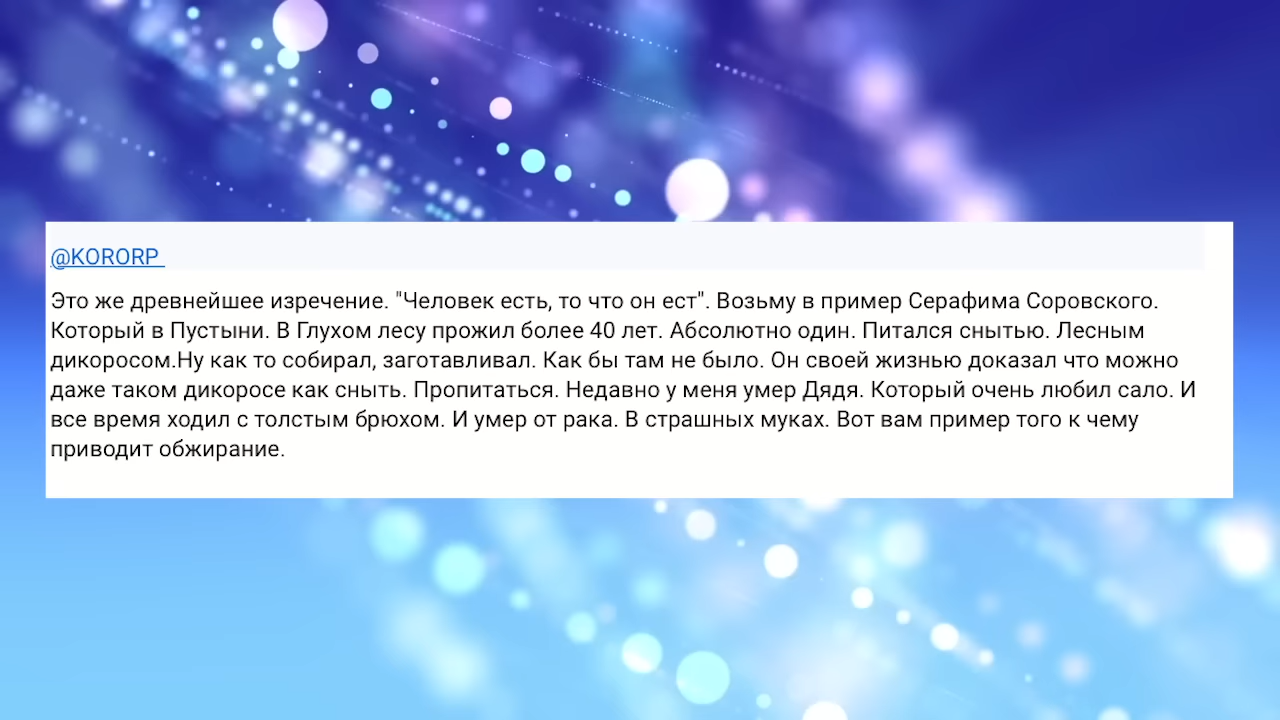 @KORORP
Это же древнейшее изречение. "Человек есть, то что он ест". Возьму в пример Серафима Соровского.
Который в Пустыни. В Глухом лесу прожил более 40 лет. Абсолютно один. Питался снытью. Лесным
дикоросом.Ну как то собирал, заготавливал. Как бы там не было. Он своей жизнью доказал что можно
даже таком дикоросе как сныть. Пропитаться. Недавно у меня умер Дядя. Который очень любил сало. И
все время ходил с толстым брюхом. И умер от рака. В страшных муках. Вот вам пример того к чему
приводит обжирание.